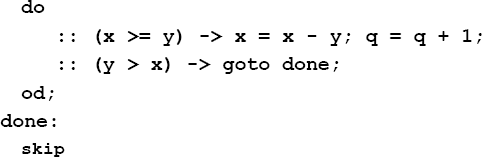 do
:: (x >= y) -> x = x - y; q = q + 1;
:: (y > x) -> goto done;
od;
done:
skip